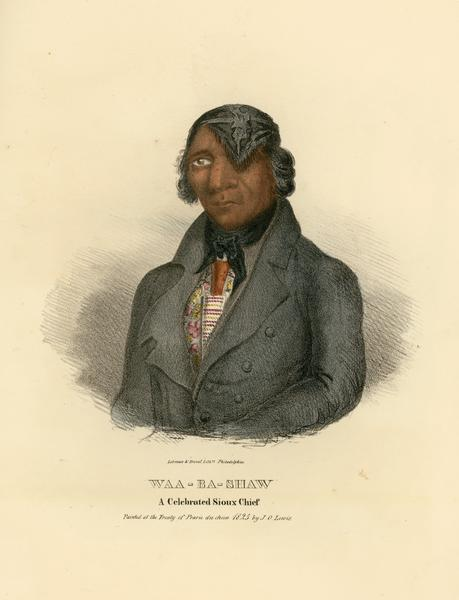 Lehman & Duval Lith.rs Philadelphia
WAA - BA - SHAW
A Celebrated Sioux Chief
Painted at the Treaty of Prarie du chien 1825 by J. O. Lewis